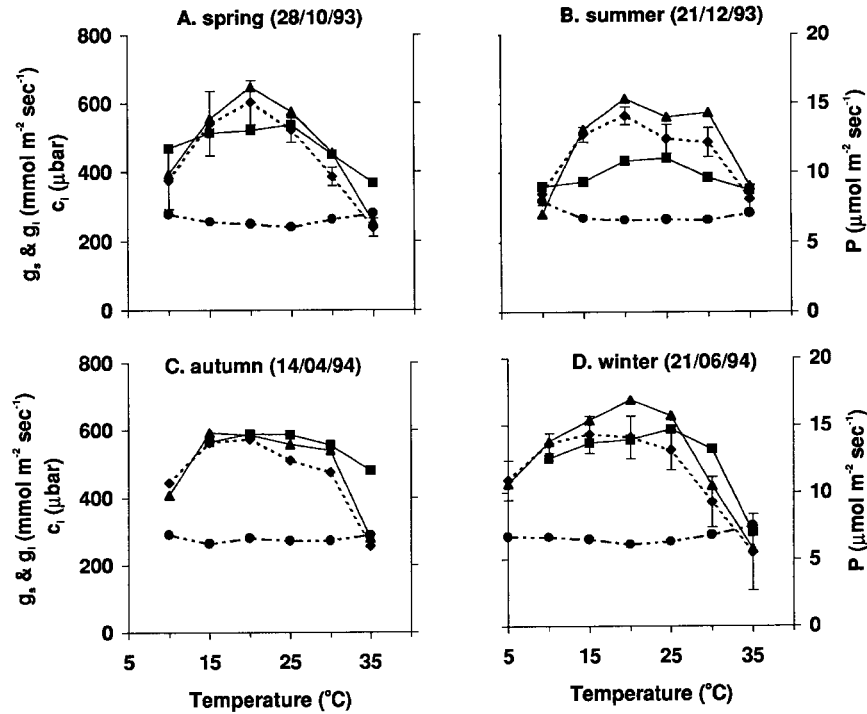 A. spring (28/10/93)
B. summer (21/12/93)
800
600
400
200
0
gs & gi (mmol m⁻² sec⁻¹)
ci (μbar)
20
15
10
5
0
P (μmol m⁻² sec⁻¹)
C. autumn (14/04/94)
D. winter (21/06/94)
800
600
400
200
0
gs & gi (mmol m⁻² sec⁻¹)
ci (μbar)
20
15
10
5
0
P (μmol m⁻² sec⁻¹)
5 15 25 35
5 15 25 35
Temperature (°C)
Temperature (°C)